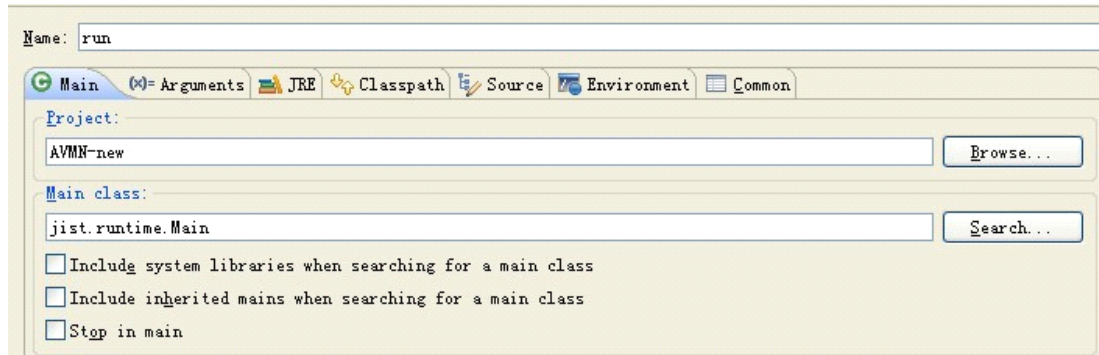 Name: run
Main (x)= Arguments JRE Classpath Source Environment Common
Project:
AVMN-new Browse...
Main class:
jist.runtime.Main Search...
Include system libraries when searching for a main class
Include inherited mains when searching for a main class
Stop in main